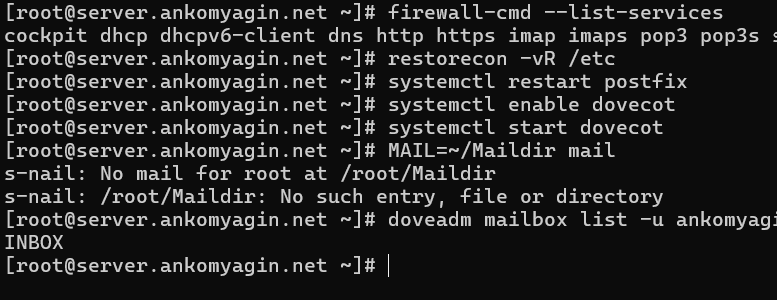 [root@server.ankomyagin.net ~]# firewall-cmd --list-services
cockpit dhcp dhcpv6-client dns http https imap imaps pop3 pop3s
[root@server.ankomyagin.net ~]# restorecon -vR /etc
[root@server.ankomyagin.net ~]# systemctl restart postfix
[root@server.ankomyagin.net ~]# systemctl enable dovecot
[root@server.ankomyagin.net ~]# systemctl start dovecot
[root@server.ankomyagin.net ~]# MAIL=~/Maildir mail
s-nail: No mail for root at /root/Maildir
s-nail: /root/Maildir: No such entry, file or directory
[root@server.ankomyagin.net ~]# doveadm mailbox list -u ankomyagi
INBOX
[root@server.ankomyagin.net ~]#